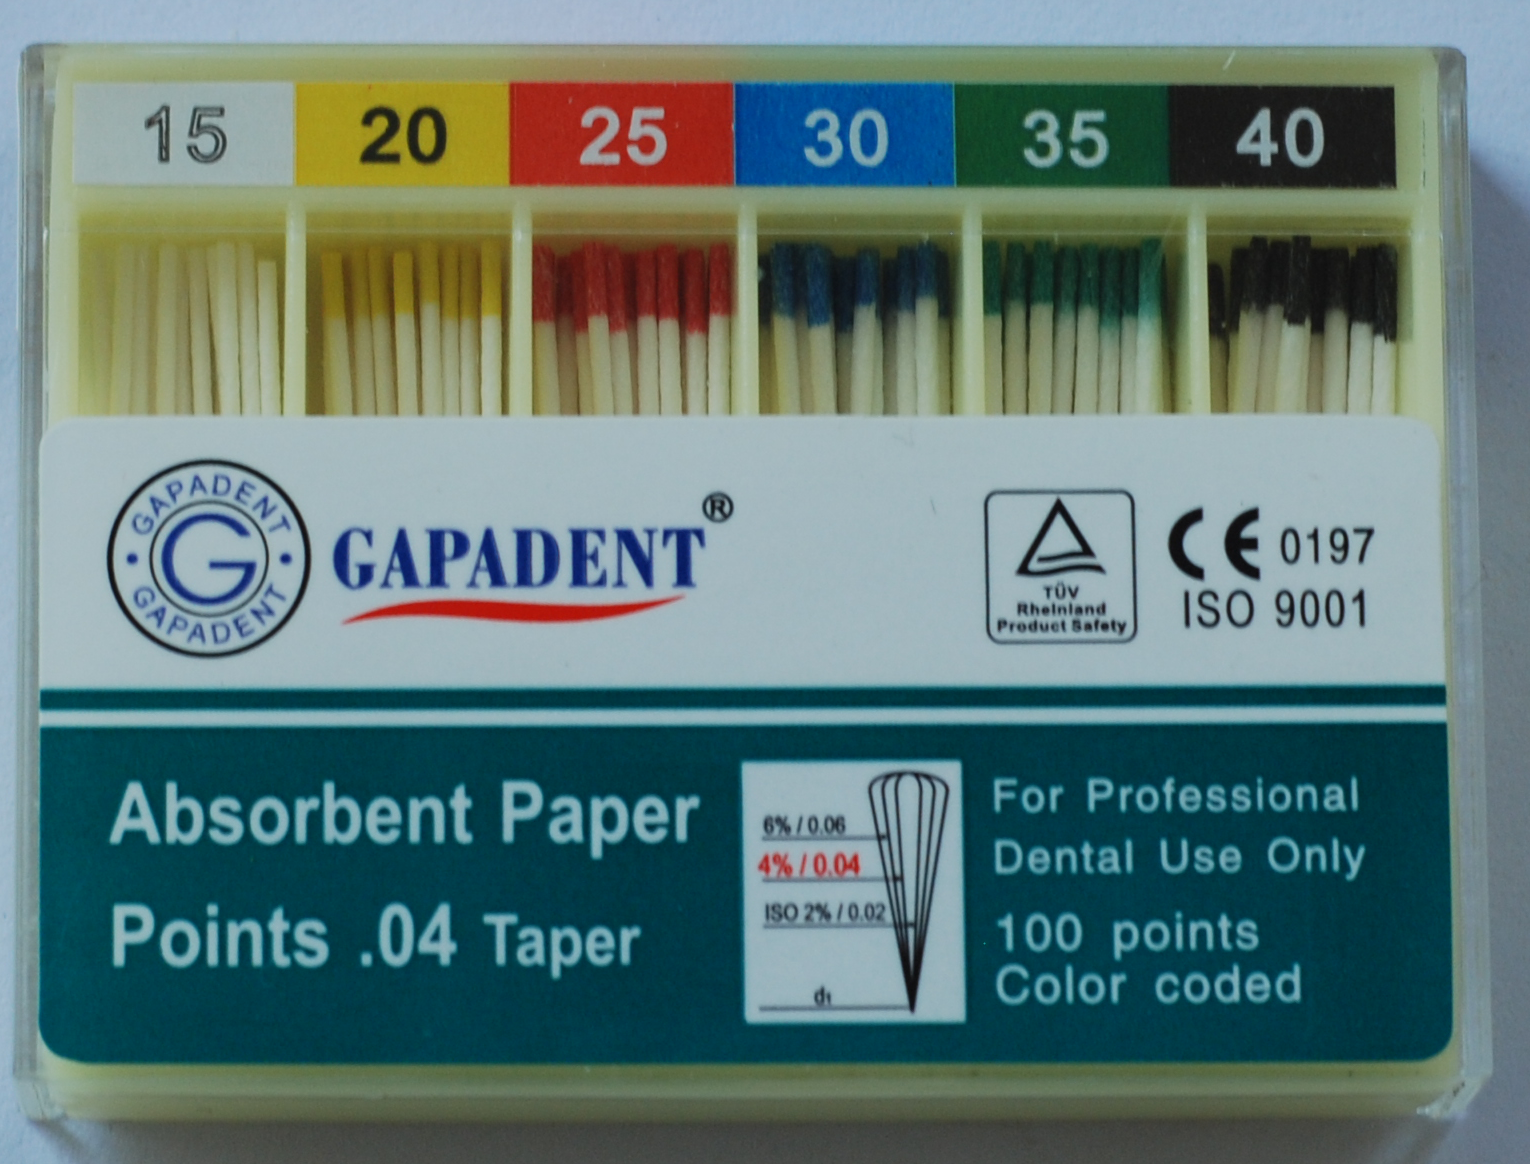 15 20 25 30 35 40
GAPADENT
G
GAPADENT
GAPADENT®
TÜV
Rheinland
Product Safety
CE 0197
ISO 9001
Absorbent Paper
Points .04 Taper
6% / 0.06
4% / 0.04
ISO 2% / 0.02
d1
For Professional
Dental Use Only
100 points
Color coded